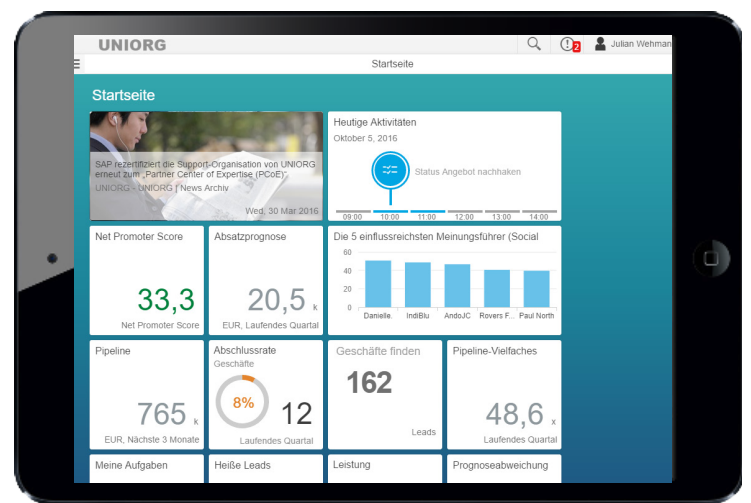 UNIORG
2
Julian Wehman
Startseite
Startseite
SAP rezertifiziert die Support-Organisation von UNIORG
erneut zum „Partner Center of Expertise (PCoE)“
UNIORG - UNIORG | News
Archiv
Wed, 30 Mar 2016
Heutige Aktivitäten
Oktober 5, 2016
Status Angebot nachhaken
09:00 10:00 11:00 12:00 13:00 14:00
Net Promoter Score
33,3
Net Promoter Score
Absatzprognose
20,5 k
EUR, Laufendes Quartal
Die 5 einflussreichsten Meinungsführer (Social
60
40
20
0
Danielle. IndiBlu AndoJC Rovers F... Paul North
Pipeline
765 k
EUR, Nächste 3 Monate
Abschlussrate
Geschäfte
8%
12
Laufendes Quartal
Geschäfte finden
162
Leads
Pipeline-Vielfaches
48,6 x
Laufendes Quartal
Meine Aufgaben
Heiße Leads
Leistung
Prognoseabweichung